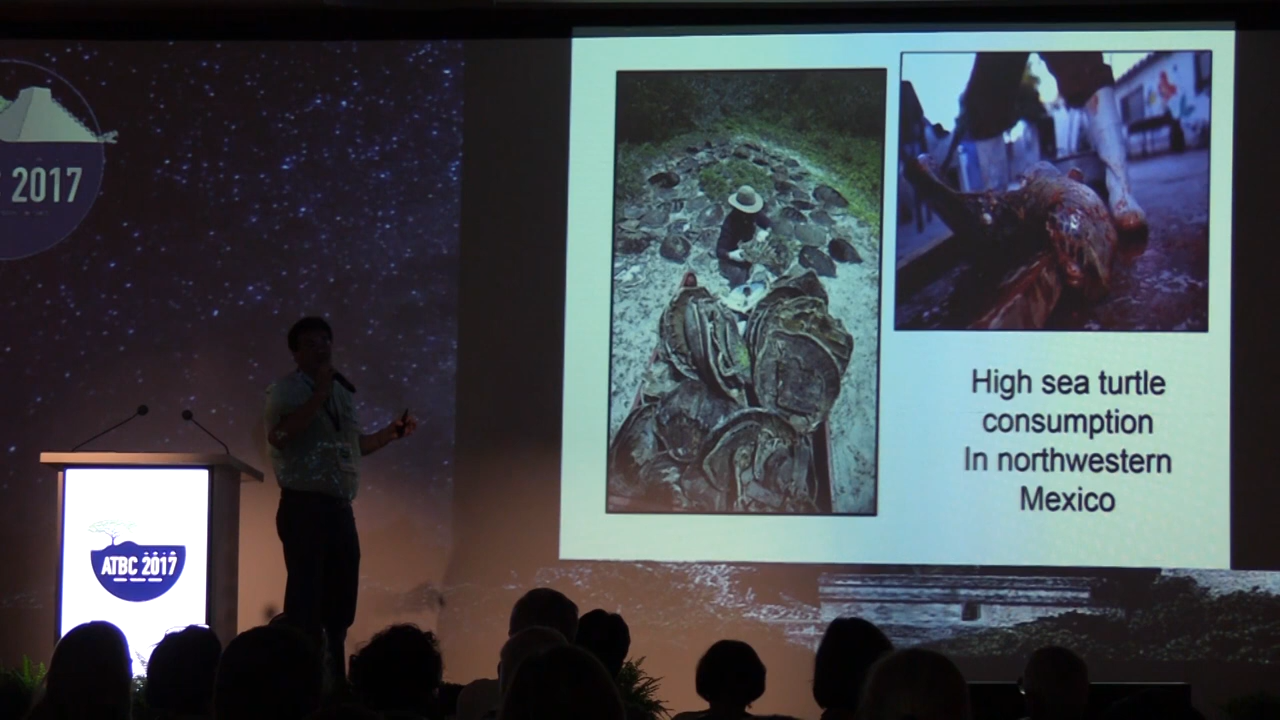 C 2017
High sea turtle
consumption
In northwestern
Mexico
ATBC 2017